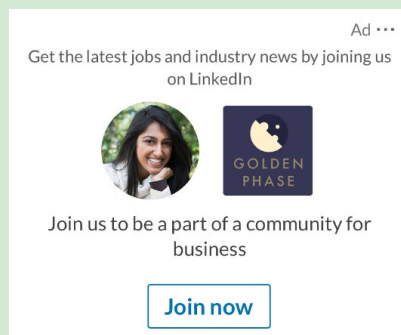 Ad
Get the latest jobs and industry news by joining us
on LinkedIn
GOLDEN
PHASE
Join us to be a part of a community for
business
Join now